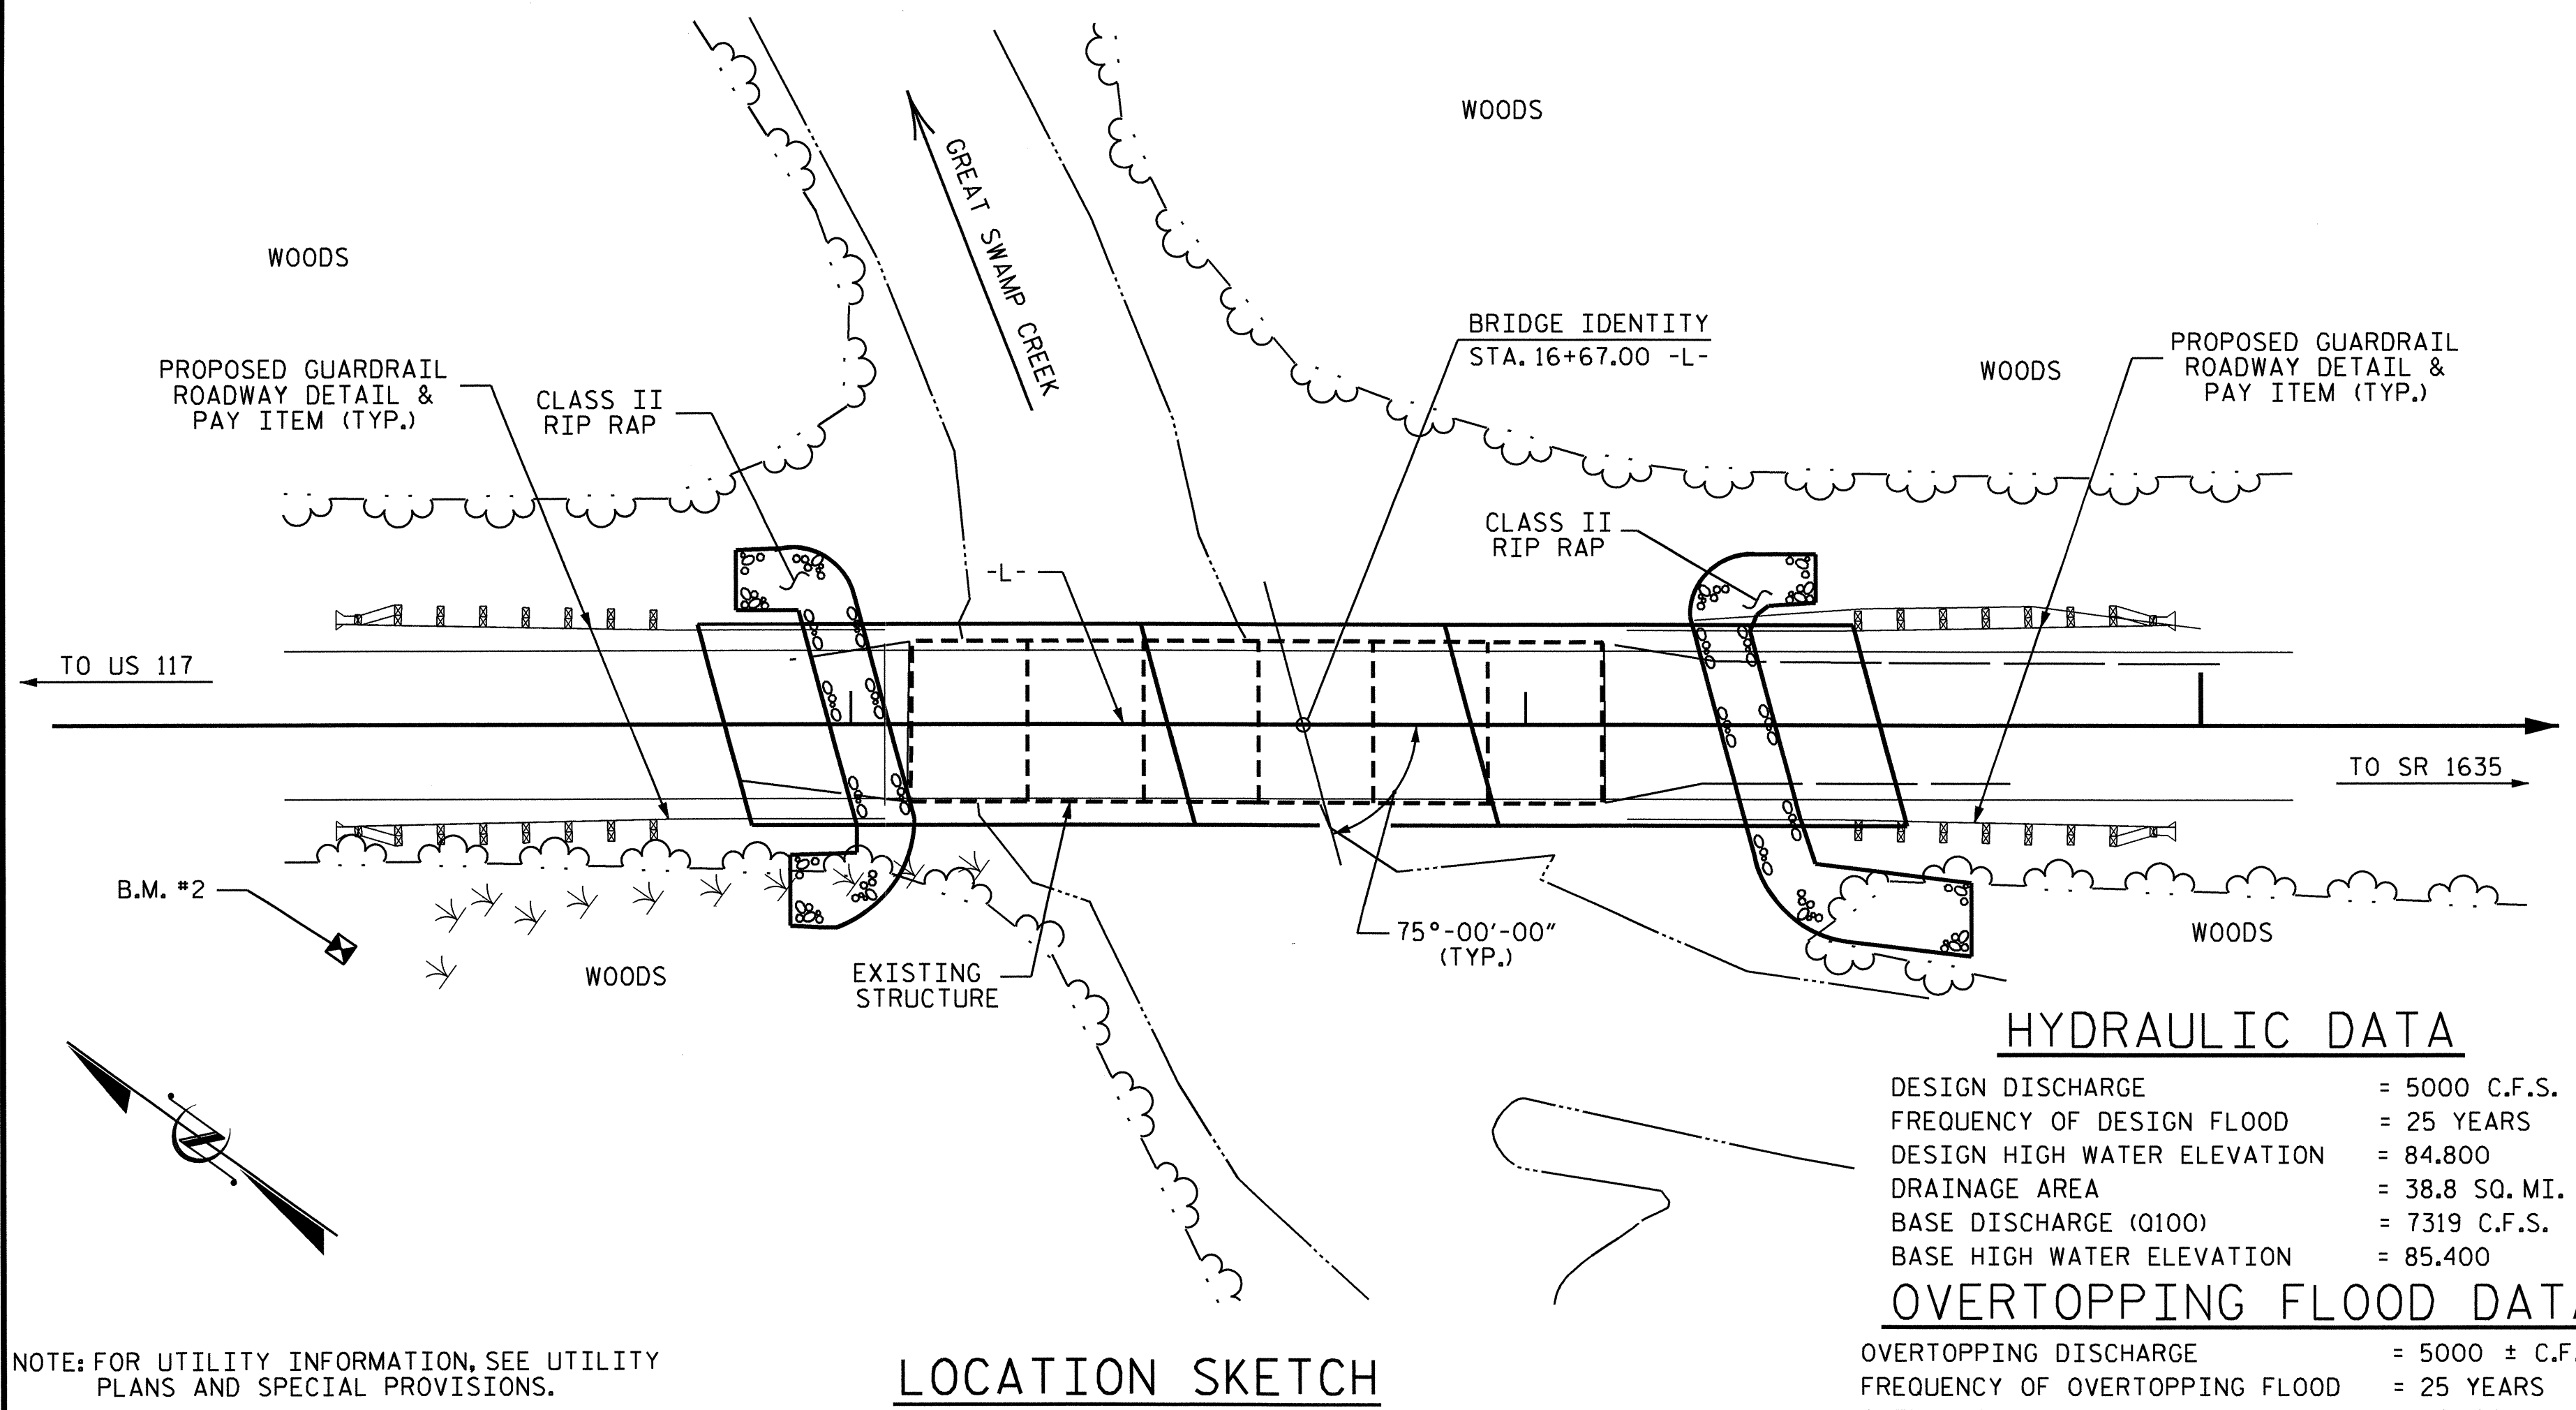 WOODS
GREAT SWAMP CREEK
WOODS
BRIDGE IDENTITY
STA. 16+67.00 -L-
PROPOSED GUARDRAIL
ROADWAY DETAIL &
PAY ITEM (TYP.)
WOODS
PROPOSED GUARDRAIL
ROADWAY DETAIL &
PAY ITEM (TYP.)
CLASS II
RIP RAP
CLASS II
RIP RAP
-L-
TO US 117
TO SR 1635
B.M. #2
75°-00'-00"
(TYP.)
WOODS
WOODS
EXISTING
STRUCTURE
HYDRAULIC DATA
DESIGN DISCHARGE = 5000 C.F.S.
FREQUENCY OF DESIGN FLOOD = 25 YEARS
DESIGN HIGH WATER ELEVATION = 84.800
DRAINAGE AREA = 38.8 SQ. MI.
BASE DISCHARGE (Q100) = 7319 C.F.S.
BASE HIGH WATER ELEVATION = 85.400
OVERTOPPING FLOOD DATA
OVERTOPPING DISCHARGE = 5000 ± C.F.
FREQUENCY OF OVERTOPPING FLOOD = 25 YEARS
NOTE: FOR UTILITY INFORMATION, SEE UTILITY
PLANS AND SPECIAL PROVISIONS.
LOCATION SKETCH